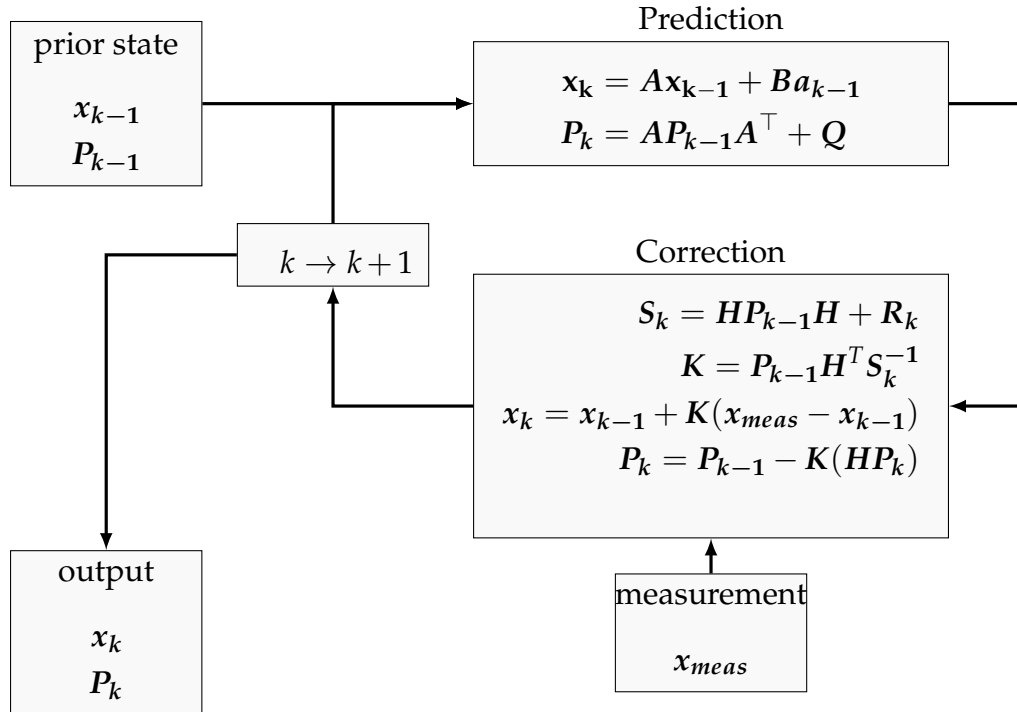 prior state
x_{k−1}
P_{k−1}
Prediction
x_k = Ax_{k−1} + Ba_{k−1}
P_k = AP_{k−1}A^⊤ + Q
k → k + 1
Correction
S_k = HP_{k−1}H + R_k
K = P_{k−1}H^T S_k^{−1}
x_k = x_{k−1} + K(x_{meas} − x_{k−1})
P_k = P_{k−1} − K(HP_k)
output
x_k
P_k
measurement
x_{meas}